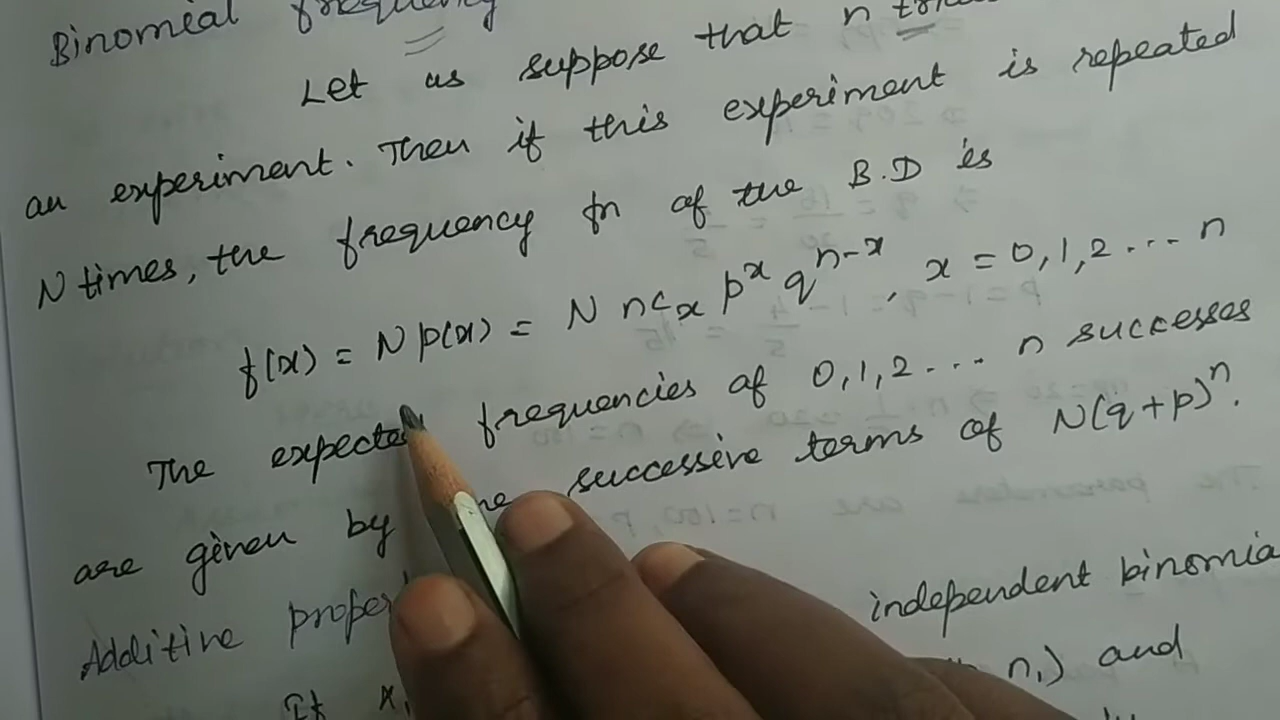 Binomial frequency
Let us suppose that n
an experiment. Then if this experiment is repeated
N times, the frequency fn of the B.D is
f(x) = N p(x) = N nCx p^x q^n-x, x = 0,1,2... n
The expected frequencies of 0,1,2... n successes
are given by successive terms of N(q+p)^n.
Additive independent
If x, n₁) and